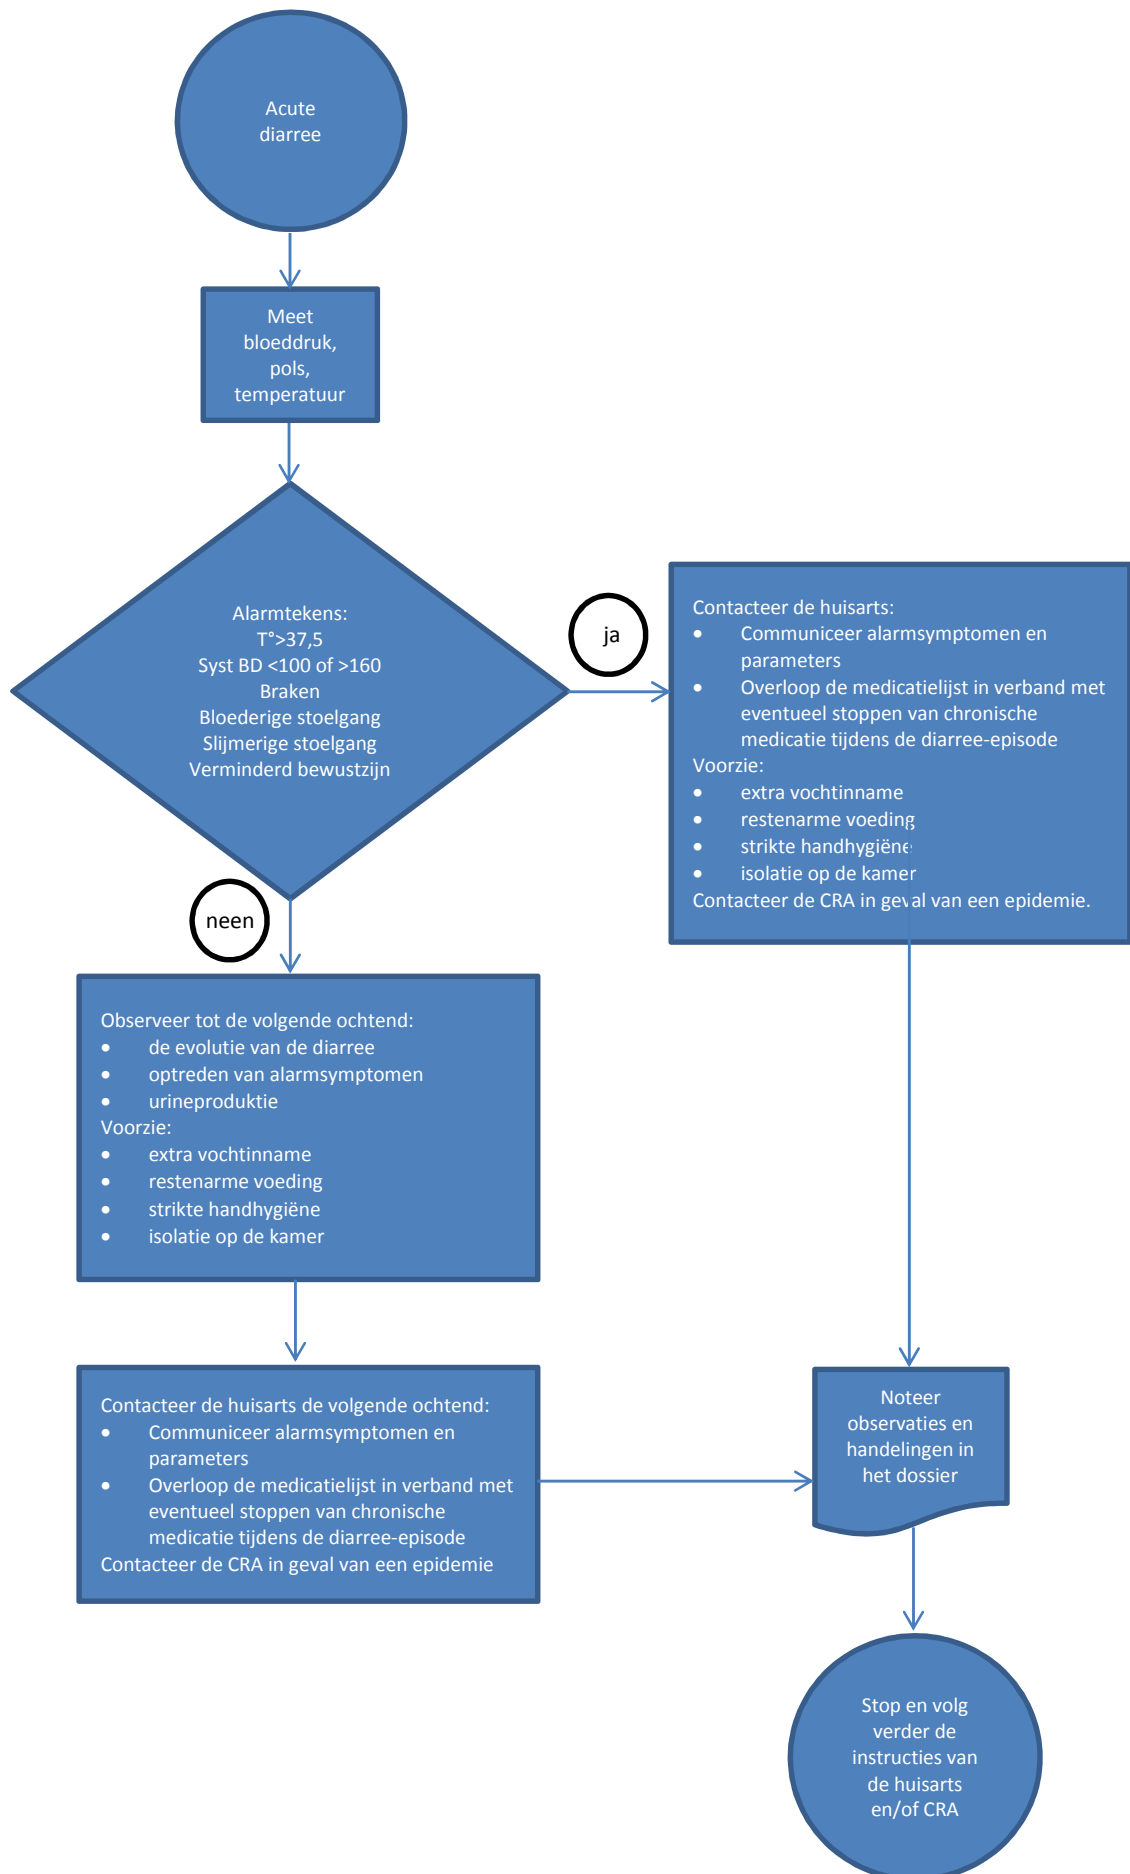 Acute
diarree
Meet
bloeddruk,
pols,
temperatuur
Alarmtekens:
T°>37,5
Syst BD <100 of >160
Braken
Bloederige stoelgang
Slijmerige stoelgang
Verminderd bewustzijn
ja
Contacteer de huisarts:
• Communiceer alarmsymptomen en
parameters
• Overloop de medicatielijst in verband met
eventueel stoppen van chronische
medicatie tijdens de diarree-episode
Voorzie:
• extra vochtinname
• restenarme voeding
• strikte handhygiëne
• isolatie op de kamer
Contacteer de CRA in geval van een epidemie.
neen
Observeer tot de volgende ochtend:
• de evolutie van de diarree
• optreden van alarmsymptomen
• urineproduktie
Voorzie:
• extra vochtinname
• restenarme voeding
• strikte handhygiëne
• isolatie op de kamer
Contacteer de huisarts de volgende ochtend:
• Communiceer alarmsymptomen en
parameters
• Overloop de medicatielijst in verband met
eventueel stoppen van chronische
medicatie tijdens de diarree-episode
Contacteer de CRA in geval van een epidemie
Noteer
observaties en
handelingen in
het dossier
Stop en volg
verder de
instructies van
de huisarts
en/of CRA